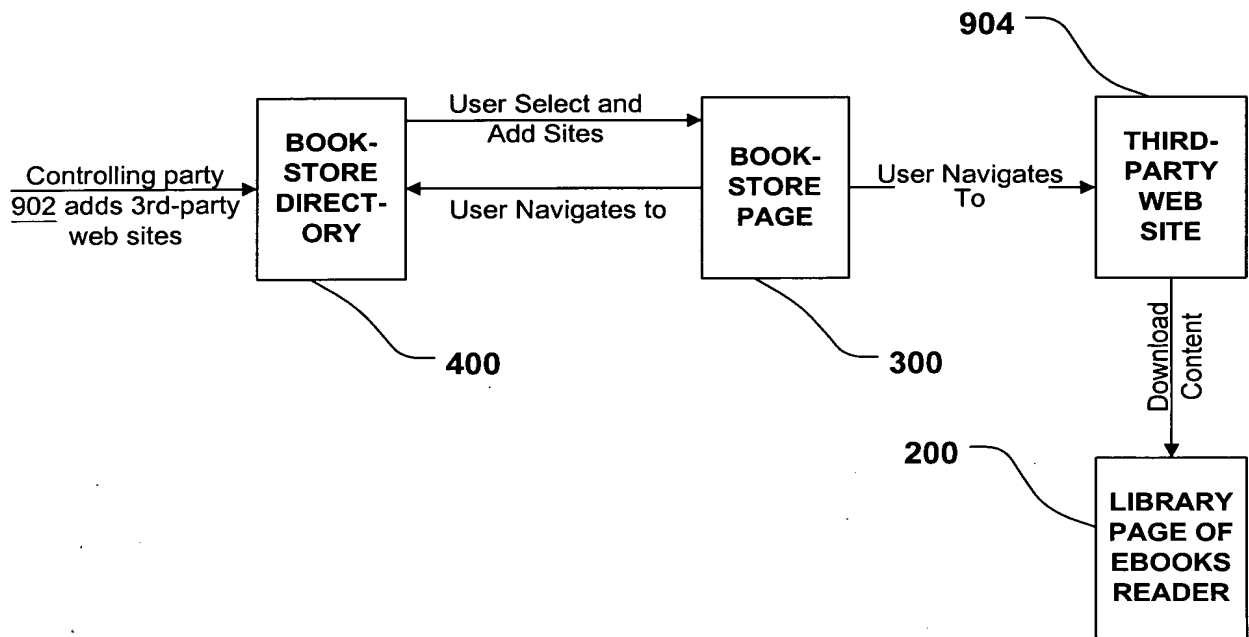 904
User Select and
Add Sites
BOOK-
STORE
DIRECT-
ORY
BOOK-
STORE
PAGE
THIRD-
PARTY
WEB
SITE
Controlling party
902 adds 3rd-party
web sites
User Navigates to
User Navigates
To
400
300
Download
Content
200
LIBRARY
PAGE OF
EBOOKS
READER